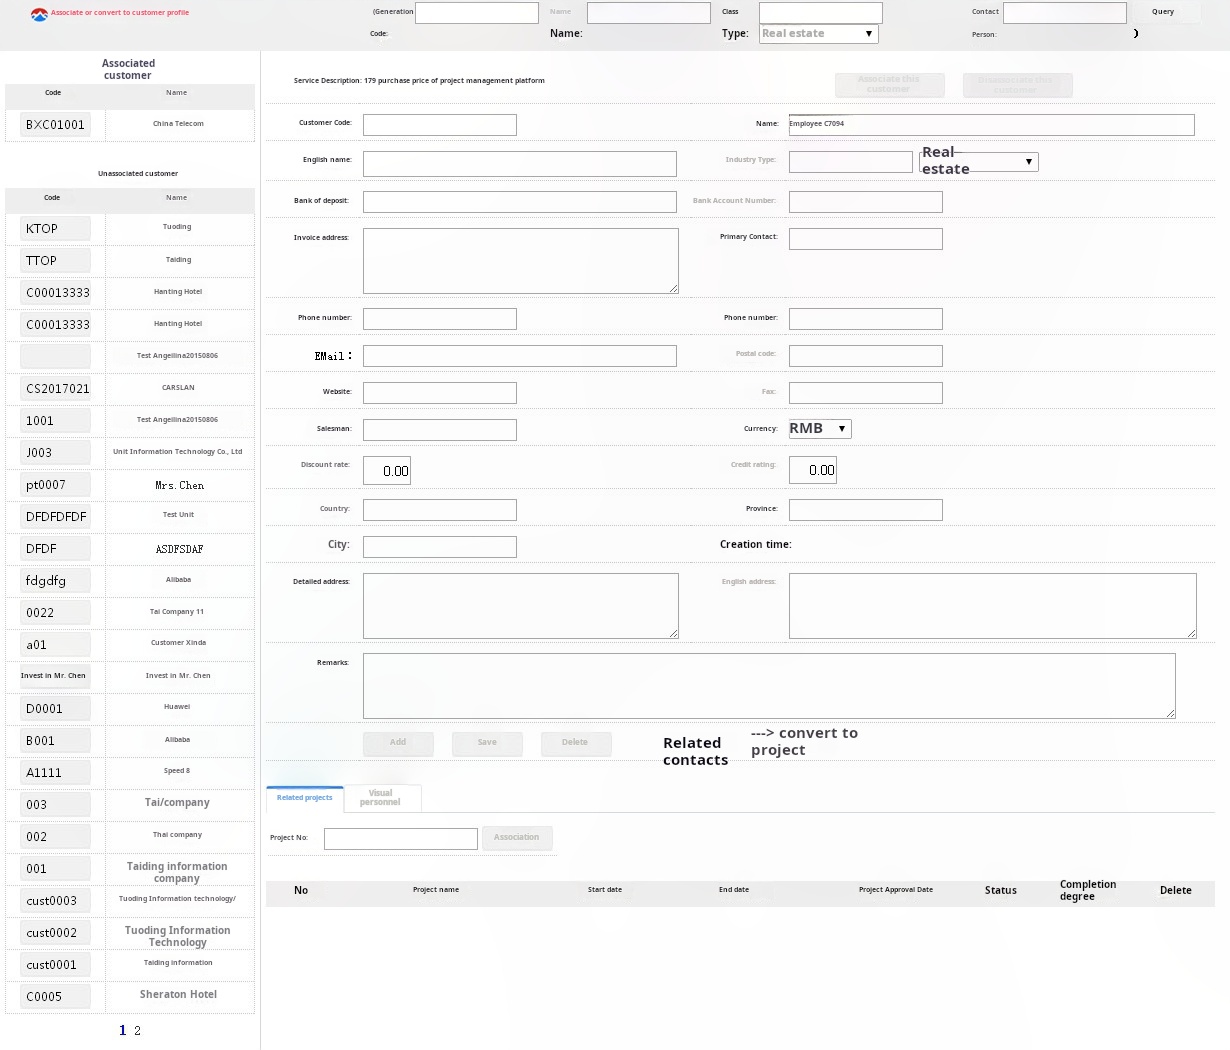 Associate or convert to customer profile
(Generation
Code:
Name
Name:
Class
Type:
Real estate
Contact
Person:
Query
)
Associated
customer
Code Name
BXC01001 China Telecom
Unassociated customer
Code Name
KTOP Tuoding
TTOP Taiding
C00013333 Hanting Hotel
C00013333 Hanting Hotel
Test Angeilina20150806
CS2017021 CARSLAN
1001 Test Angeilina20150806
J003 Unit Information Technology Co., Ltd
pt0007 Mrs.Chen
DFDFDFDF Test Unit
DFDF ASDFSDAF
fdgdfg Alibaba
0022 Tai Company 11
a01 Customer Xinda
Invest in Mr. Chen Invest in Mr. Chen
D0001 Huawei
B001 Alibaba
A1111 Speed 8
003 Tai/company
002 Thai company
001 Taiding information
company
cust0003 Tuoding Information technology/
cust0002 Tuoding Information
Technology
cust0001 Taiding information
C0005 Sheraton Hotel
1 2
Service Description: 179 purchase price of project management platform
Associate this
customer
Disassociate this
customer
Customer Code: Name: Employee C7094
English name: Industry Type: Real
estate
Bank of deposit: Bank Account Number:
Invoice address: Primary Contact:
Phone number: Phone number:
EMail: Postal code:
Website: Fax:
Salesman: Currency: RMB
Discount rate: 0.00 Credit rating: 0.00
Country: Province:
City: Creation time:
Detailed address: English address:
Remarks:
Add Save Delete
Related
contacts
---> convert to
project
Related projects
Visual
personnel
Project No: Association
No Project name Start date End date Project Approval Date Status Completion
degree Delete